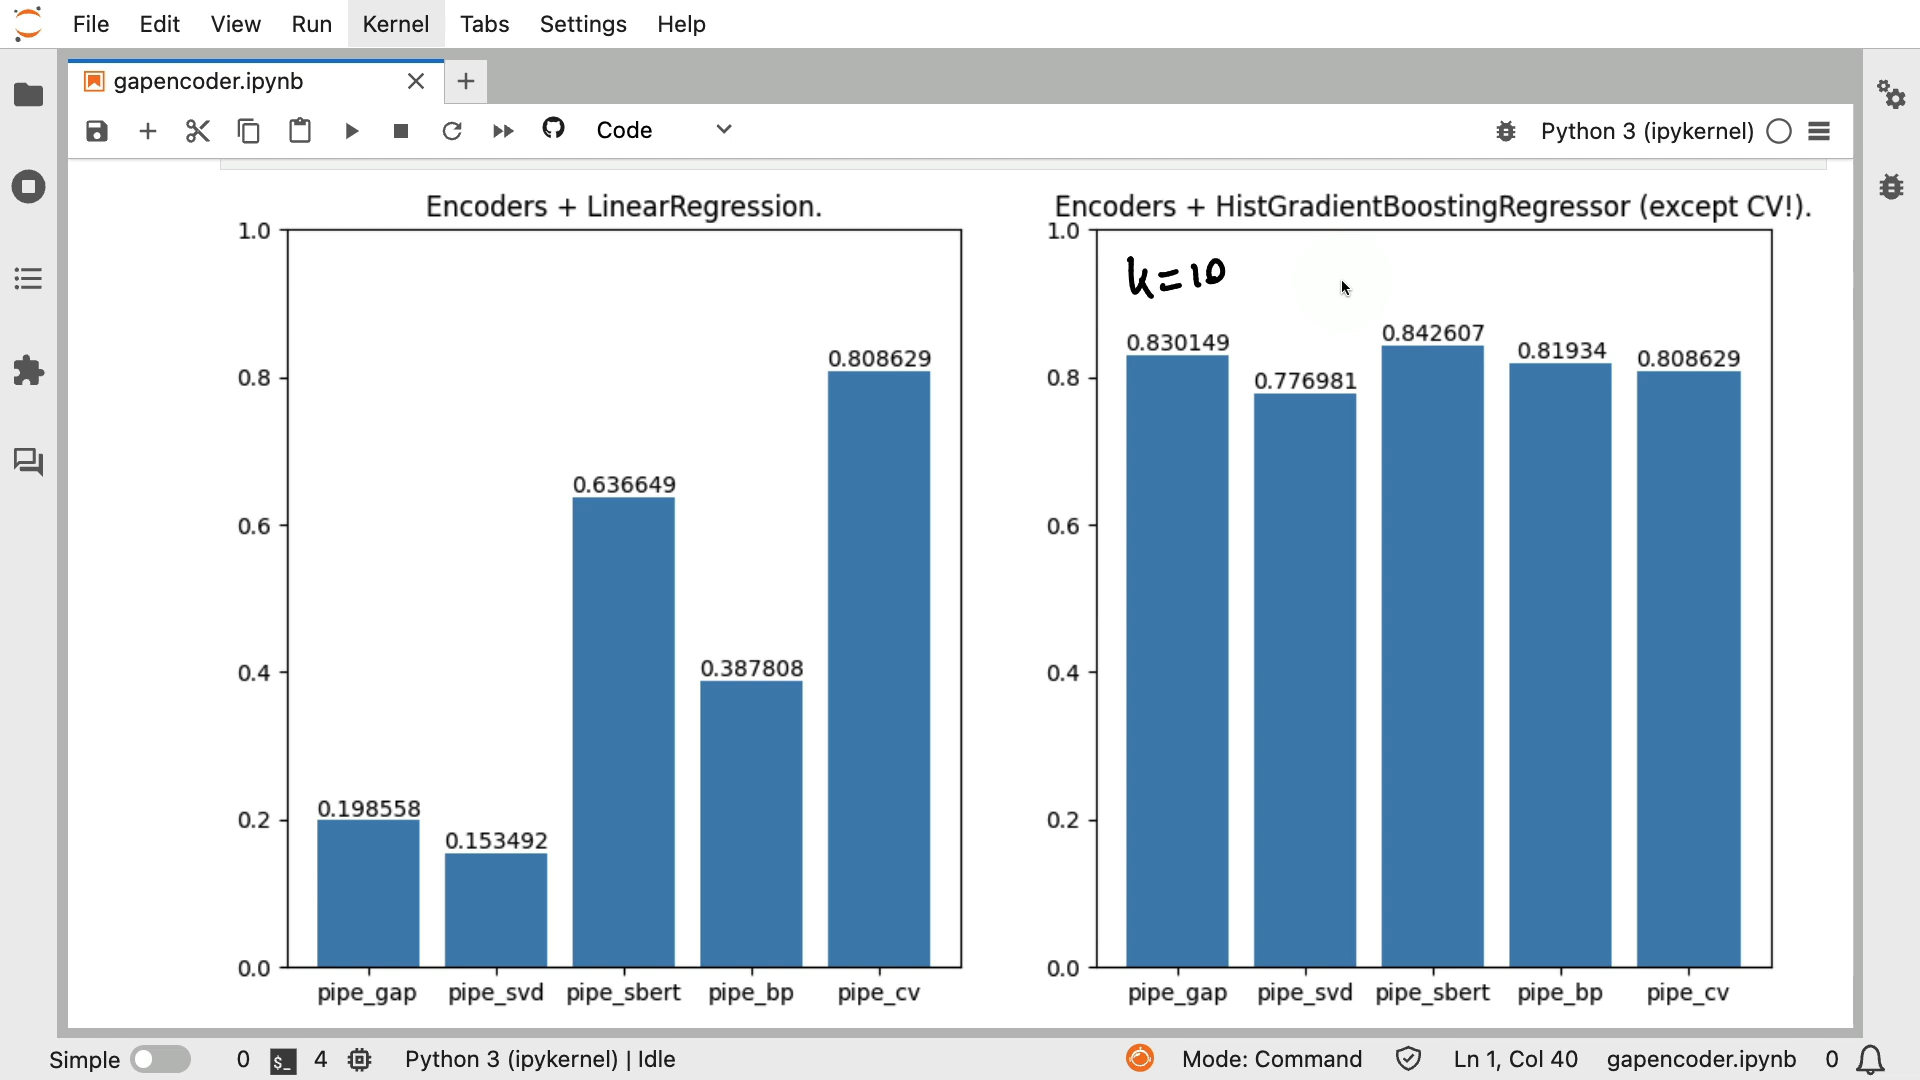 File Edit View Run Kernel Tabs Settings Help
gapencoder.ipynb
Code Python 3 (ipykernel)
Encoders + LinearRegression.
1.0
0.8
0.6
0.4
0.2
0.0
0.198558
0.153492
0.636649
0.387808
0.808629
pipe_gap pipe_svd pipe_sbert pipe_bp pipe_cv
Encoders + HistGradientBoostingRegressor (except CV!).
1.0
0.8
0.6
0.4
0.2
0.0
k=10
0.830149
0.776981
0.842607
0.81934
0.808629
pipe_gap pipe_svd pipe_sbert pipe_bp pipe_cv
Simple 0 $_ 4 Python 3 (ipykernel) | Idle Mode: Command Ln 1, Col 40 gapencoder.ipynb 0